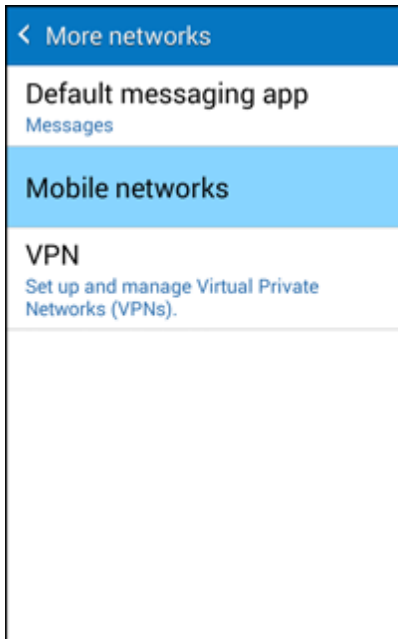 More networks
Default messaging app
Messages
Mobile networks
VPN
Set up and manage Virtual Private
Networks (VPNs).